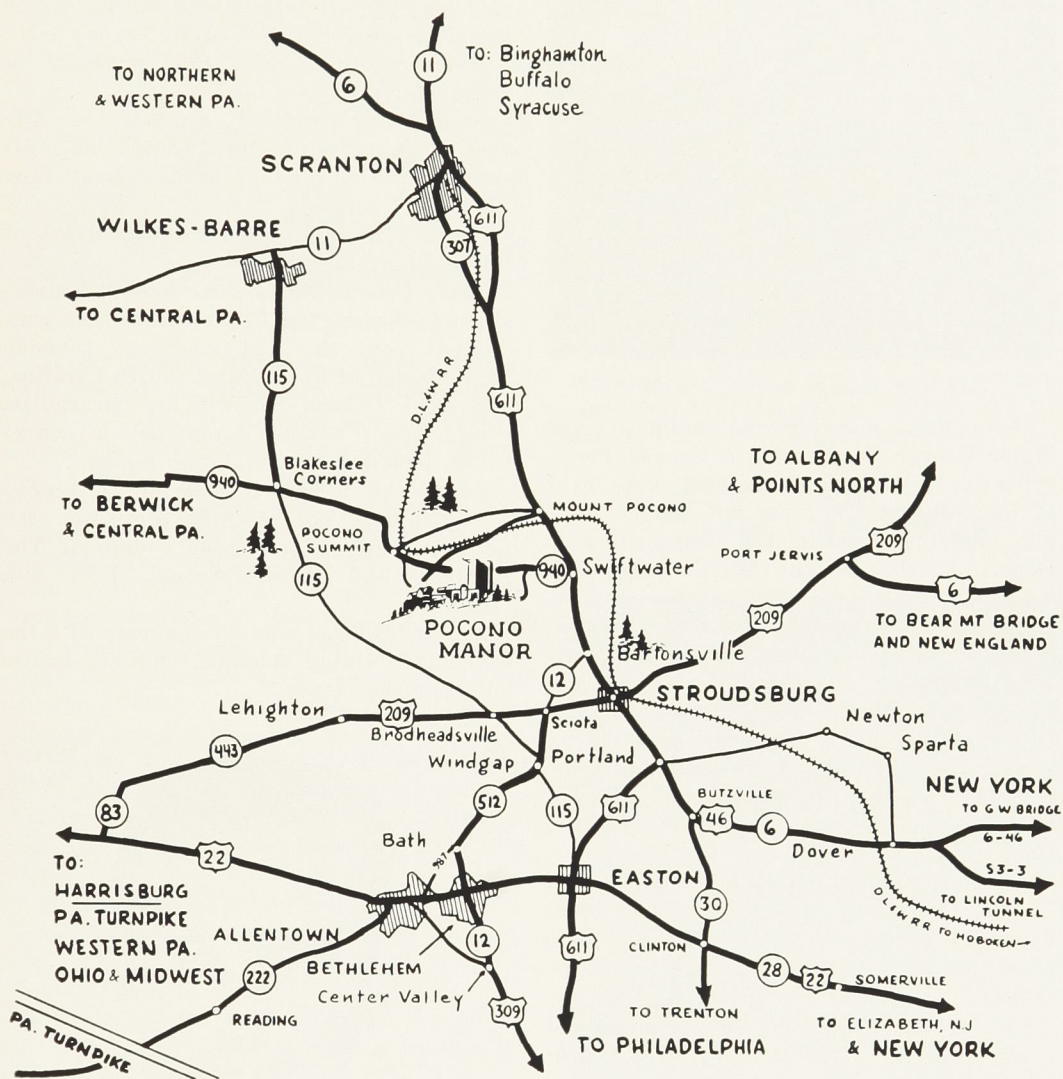 TO: Binghamton
Buffalo
Syracuse
11
6
TO NORTHERN
& WESTERN PA.
SCRANTON
611
307
WILKES-BARRE
11
TO CENTRAL PA.
115
D.L.&W RR
611
Blakeslee
Corners
940
TO BERWICK
& CENTRAL PA.
TO ALBANY
& POINTS NORTH
MOUNT POCONO
POCONO
SUMMIT
209
PORT JERVIS
940
Swiftwater
115
6
209
TO BEAR MT BRIDGE
AND NEW ENGLAND
POCONO
MANOR
Bartonsville
12
STROUDSBURG
Lehighton
209
Brodheadsville
Sciota
Newton
Sparta
443
Windgap
Portland
NEW YORK
TO G W BRIDGE
6-46
83
512
115
611
BUTZVILLE
46
6
Dover
S3-3
TO LINCOLN
TUNNEL
22
Bath
987
TO:
HARRISBURG
PA. TURNPIKE
WESTERN PA.
OHIO & MIDWEST
EASTON
30
D.L.&W RR TO HOBOKEN
ALLENTOWN
12
611
CLINTON
BETHLEHEM
222
Center Valley
28
22
SOMERVILLE
309
READING
TO TRENTON
PA. TURNPIKE
TO PHILADELPHIA
TO ELIZABETH, N.J
& NEW YORK